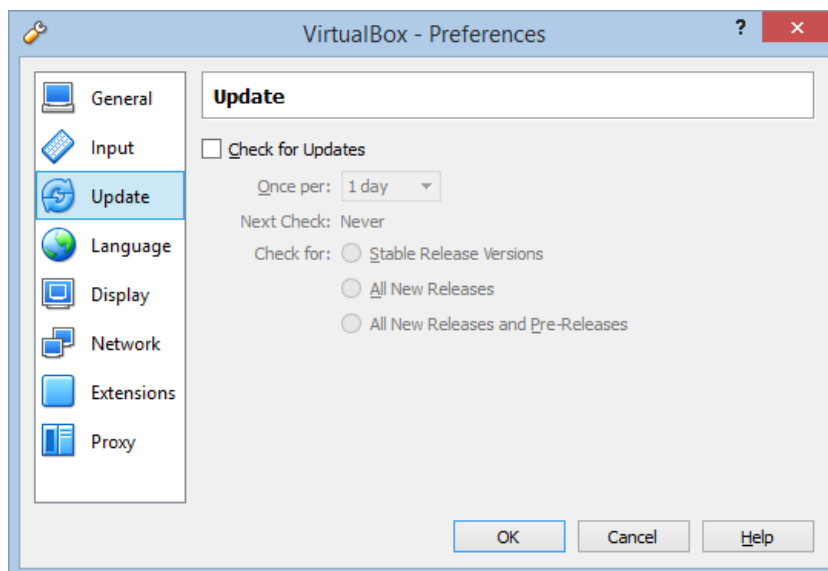 VirtualBox - Preferences
?
General
Input
Update
Language
Display
Network
Extensions
Proxy
Update
Check for Updates
Once per: 1 day
Next Check: Never
Check for: Stable Release Versions
All New Releases
All New Releases and Pre-Releases
OK Cancel Help